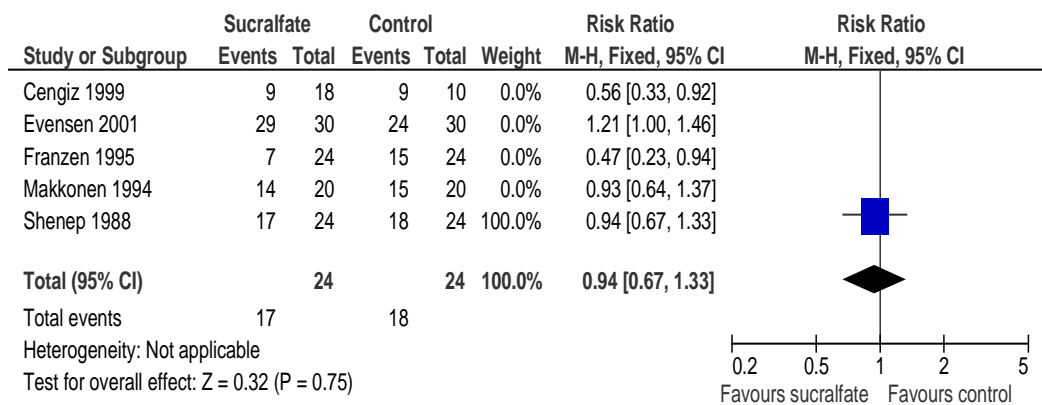 Sucralfate Control Risk Ratio Risk Ratio
Study or Subgroup Events Total Events Total Weight M-H, Fixed, 95% CI M-H, Fixed, 95% CI
Cengiz 1999 9 18 9 10 0.0% 0.56 [0.33, 0.92]
Evensen 2001 29 30 24 30 0.0% 1.21 [1.00, 1.46]
Franzen 1995 7 24 15 24 0.0% 0.47 [0.23, 0.94]
Makkonen 1994 14 20 15 20 0.0% 0.93 [0.64, 1.37]
Shenep 1988 17 24 18 24 100.0% 0.94 [0.67, 1.33]
Total (95% CI) 24 24 100.0% 0.94 [0.67, 1.33]
Total events 17 18
Heterogeneity: Not applicable
Test for overall effect: Z = 0.32 (P = 0.75)
0.2 0.5 1 2 5
Favours sucralfate Favours control